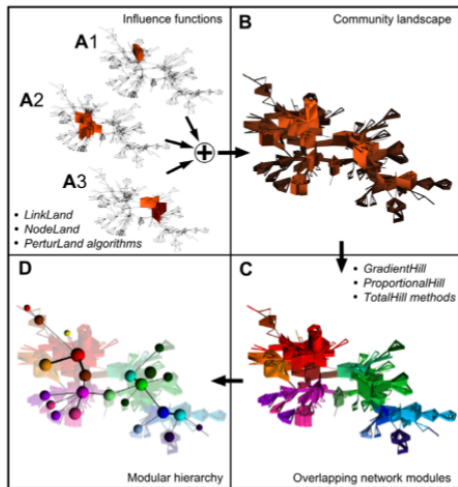 Influence functions
A1
A2
A3
• LinkLand
• NodeLand
• PerturLand algorithms
B
Community landscape
D
Modular hierarchy
C
• GradientHill
• ProportionalHill
• TotalHill methods
Overlapping network modules